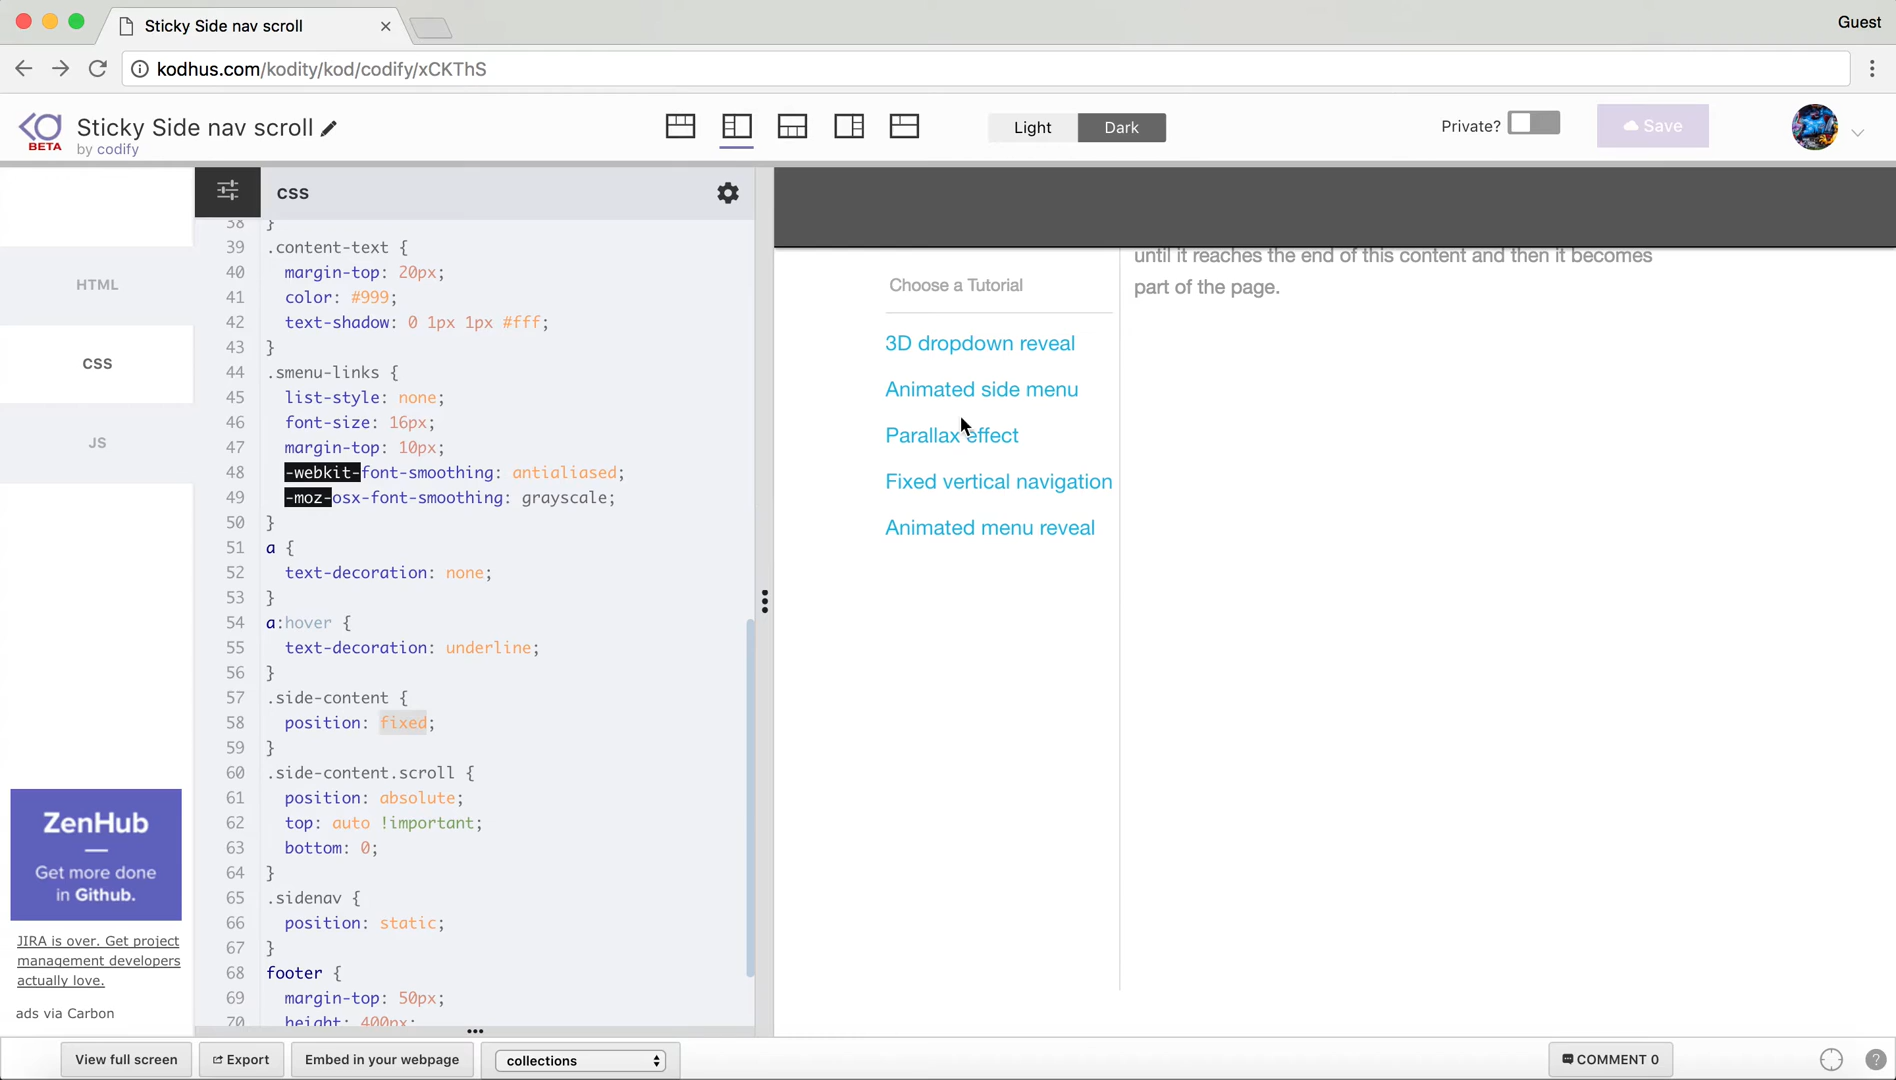 Sticky Side nav scroll
Guest
kodhus.com/kodity/kod/codify/xCKThS
BETA
Sticky Side nav scroll
by codify
Light
Dark
Private?
Save
HTML
CSS
JS
ZenHub
Get more done
in Github.
JIRA is over. Get project
management developers
actually love.
ads via Carbon
CSS
38 }
39 .content-text {
40 margin-top: 20px;
41 color: #999;
42 text-shadow: 0 1px 1px #fff;
43 }
44 .smenu-links {
45 list-style: none;
46 font-size: 16px;
47 margin-top: 10px;
48 -webkit-font-smoothing: antialiased;
49 -moz-osx-font-smoothing: grayscale;
50 }
51 a {
52 text-decoration: none;
53 }
54 a:hover {
55 text-decoration: underline;
56 }
57 .side-content {
58 position: fixed;
59 }
60 .side-content.scroll {
61 position: absolute;
62 top: auto !important;
63 bottom: 0;
64 }
65 .sidenav {
66 position: static;
67 }
68 footer {
69 margin-top: 50px;
70 height: 400px;
Choose a Tutorial
3D dropdown reveal
Animated side menu
Parallax effect
Fixed vertical navigation
Animated menu reveal
until it reaches the end of this content and then it becomes
part of the page.
View full screen
Export
Embed in your webpage
collections
COMMENT 0
?